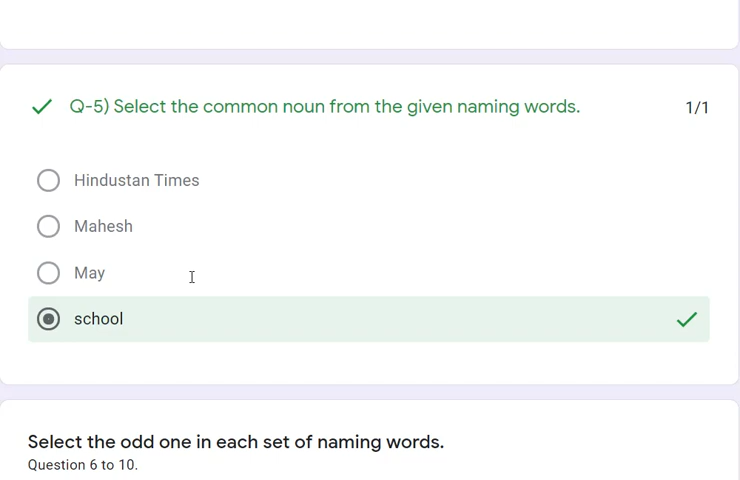 Q-5) Select the common noun from the given naming words. 1/1
Hindustan Times
Mahesh
May
school
Select the odd one in each set of naming words.
Question 6 to 10.